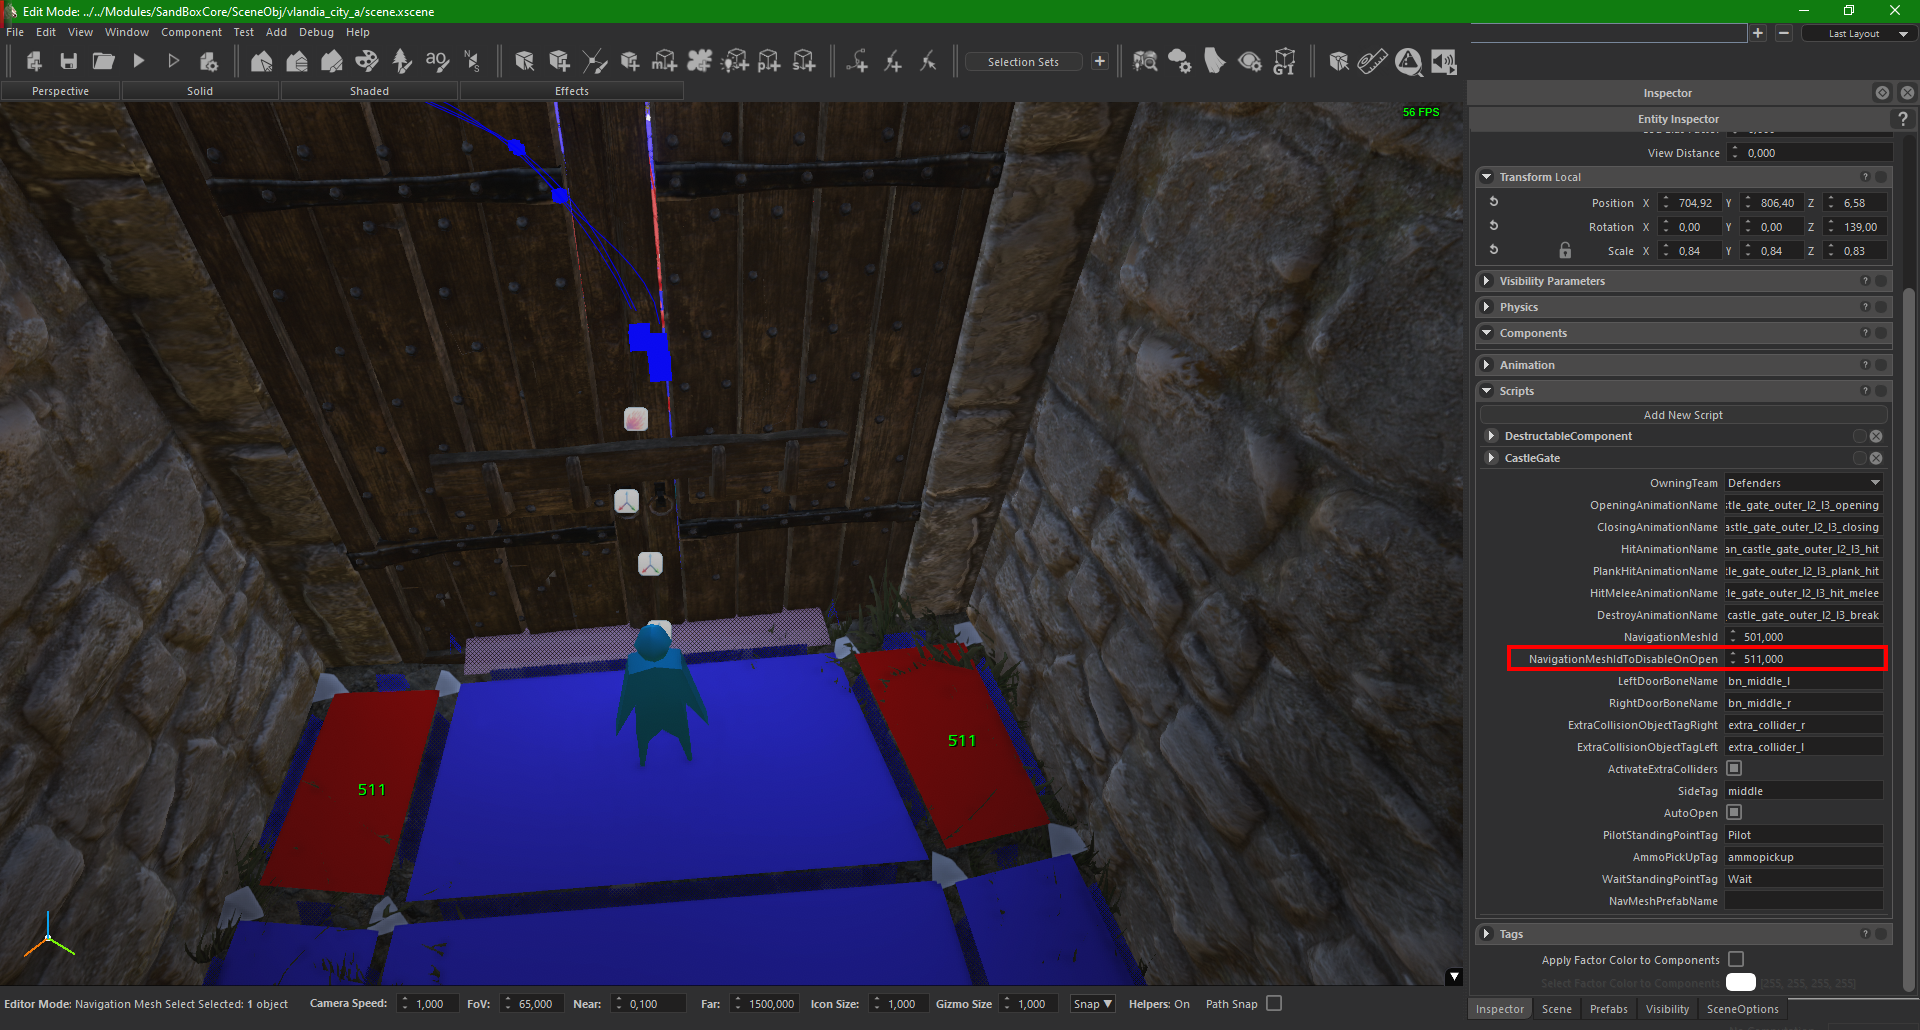 Edit Mode: ../../Modules/SandBoxCore/SceneObj/vlandia_city_a/scene.xscene
File Edit View Window Component Test Add Debug Help
Last Layout
Selection Sets
Perspective Solid Shaded Effects
56 FPS
Inspector
Entity Inspector
View Distance 0,000
Transform Local
Position X 704,92 Y 806,40 Z 6,58
Rotation X 0,00 Y 0,00 Z 139,00
Scale X 0,84 Y 0,84 Z 0,83
Visibility Parameters
Physics
Components
Animation
Scripts
Add New Script
DestructableComponent
CastleGate
OwningTeam Defenders
OpeningAnimationName stle_gate_outer_l2_l3_opening
ClosingAnimationName astle_gate_outer_l2_l3_closing
HitAnimationName an_castle_gate_outer_l2_l3_hit
PlankHitAnimationName tle_gate_outer_l2_l3_plank_hit
HitMeleeAnimationName tle_gate_outer_l2_l3_hit_melee
DestroyAnimationName castle_gate_outer_l2_l3_break
NavigationMeshId 501,000
NavigationMeshIdToDisableOnOpen 511,000
LeftDoorBoneName bn_middle_l
RightDoorBoneName bn_middle_r
ExtraCollisionObjectTagRight extra_collider_r
ExtraCollisionObjectTagLeft extra_collider_l
ActivateExtraColliders
SideTag middle
AutoOpen
PilotStandingPointTag Pilot
AmmoPickUpTag ammopickup
WaitStandingPointTag Wait
NavMeshPrefabName
Tags
Apply Factor Color to Components
Select Factor Color to Components (255, 255, 255, 255)
Inspector Scene Prefabs Visibility SceneOptions
511
511
Editor Mode: Navigation Mesh Select Selected: 1 object Camera Speed: 1,000 FoV: 65,000 Near: 0,100 Far: 1500,000 Icon Size: 1,000 Gizmo Size 1,000 Snap Helpers: On Path Snap